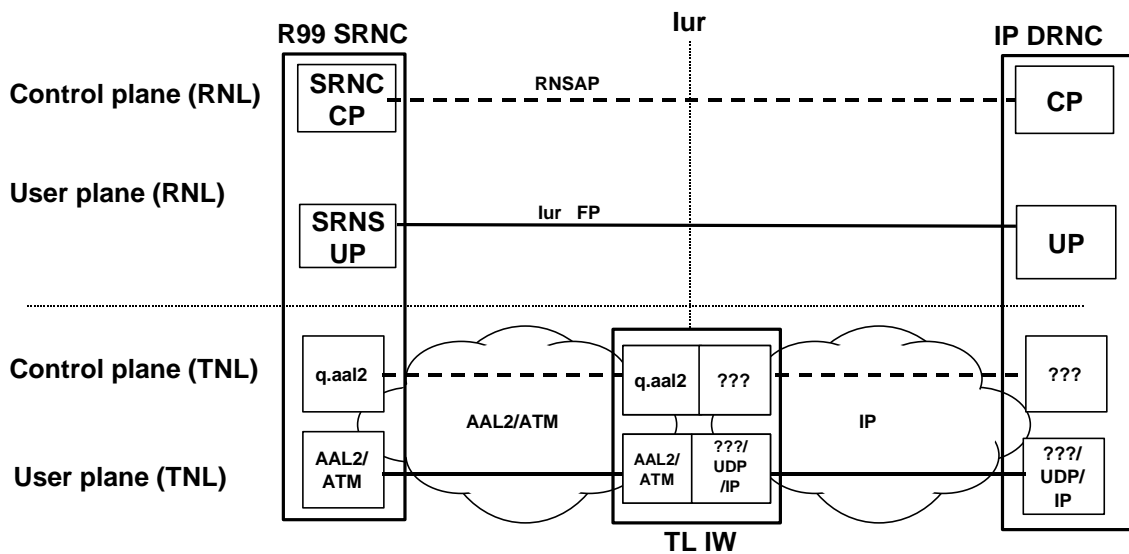 Iur
R99 SRNC
IP DRNC
Control plane (RNL)
SRNC
CP
RNSAP
CP
User plane (RNL)
SRNS
UP
Iur FP
UP
Control plane (TNL)
q.aal2
q.aal2
???
???
AAL2/ATM
IP
User plane (TNL)
AAL2/
ATM
AAL2/
ATM
???/
UDP
/IP
???/
UDP/
IP
TL IW